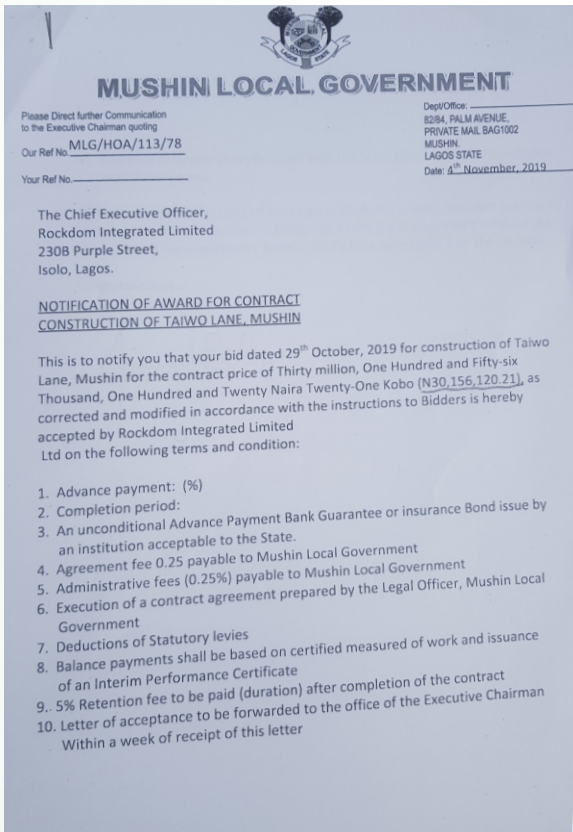 MUSHIN LOCAL GOVERNMENT
LAGOS STATE
MUSHIN LOCAL GOVERNMENT
Please Direct further Communication
to the Executive Chairman quoting
Our Ref No. MLG/HOA/113/78
Your Ref No.
Dept/Office:
82/84, PALM AVENUE,
PRIVATE MAIL BAG1002
MUSHIN.
LAGOS STATE
Date: 4th November, 2019
The Chief Executive Officer,
Rockdom Integrated Limited
230B Purple Street,
Isolo, Lagos.
NOTIFICATION OF AWARD FOR CONTRACT
CONSTRUCTION OF TAIWO LANE, MUSHIN
This is to notify you that your bid dated 29th October, 2019 for construction of Taiwo
Lane, Mushin for the contract price of Thirty million, One Hundred and Fifty-six
Thousand, One Hundred and Twenty Naira Twenty-One Kobo (N30,156,120.21), as
corrected and modified in accordance with the instructions to Bidders is hereby
accepted by Rockdom Integrated Limited
Ltd on the following terms and condition:
1. Advance payment: (%)
2. Completion period:
3. An unconditional Advance Payment Bank Guarantee or insurance Bond issue by
an institution acceptable to the State.
4. Agreement fee 0.25 payable to Mushin Local Government
5. Administrative fees (0.25%) payable to Mushin Local Government
6. Execution of a contract agreement prepared by the Legal Officer, Mushin Local
Government
7. Deductions of Statutory levies
8. Balance payments shall be based on certified measured of work and issuance
of an Interim Performance Certificate
9.. 5% Retention fee to be paid (duration) after completion of the contract
10. Letter of acceptance to be forwarded to the office of the Executive Chairman
Within a week of receipt of this letter